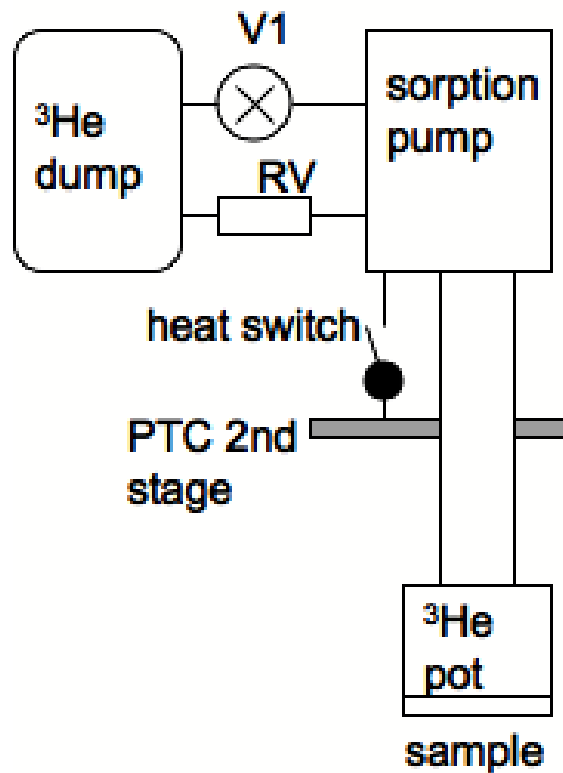 V1
³He
dump
sorption
pump
RV
heat switch
PTC 2nd
stage
³He
pot
sample